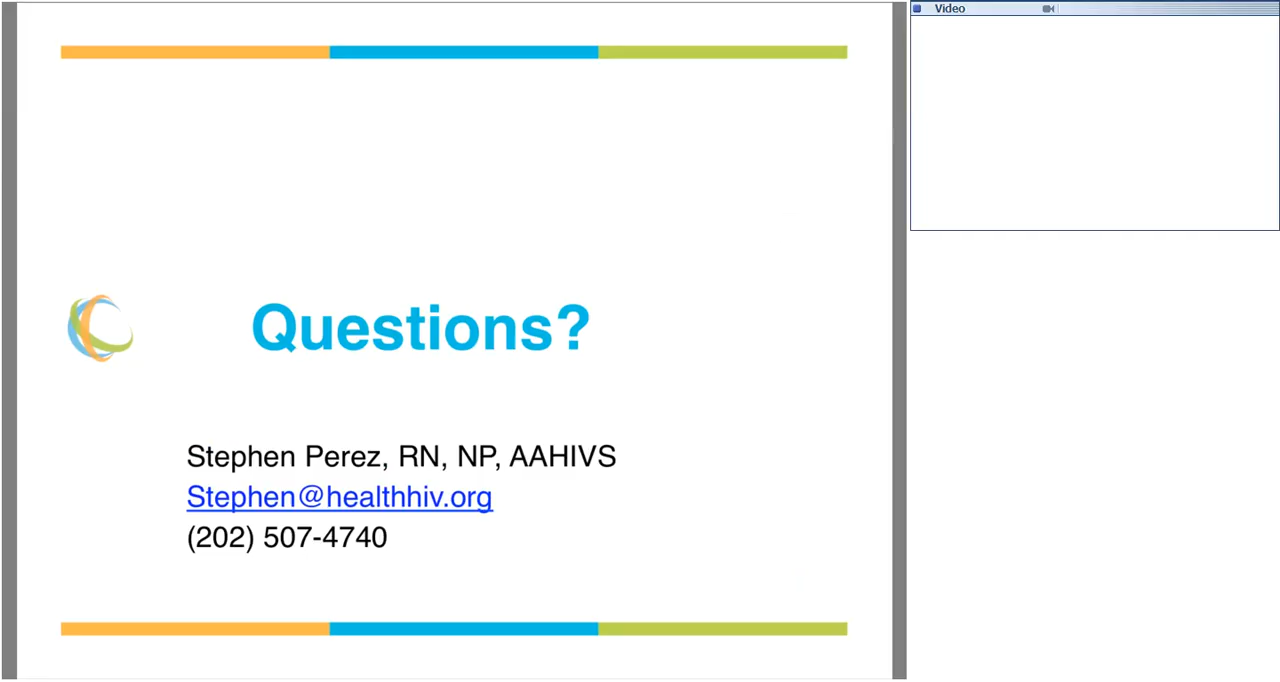 Video
Questions?
Stephen Perez, RN, NP, AAHIVS
Stephen@healthhiv.org
(202) 507-4740